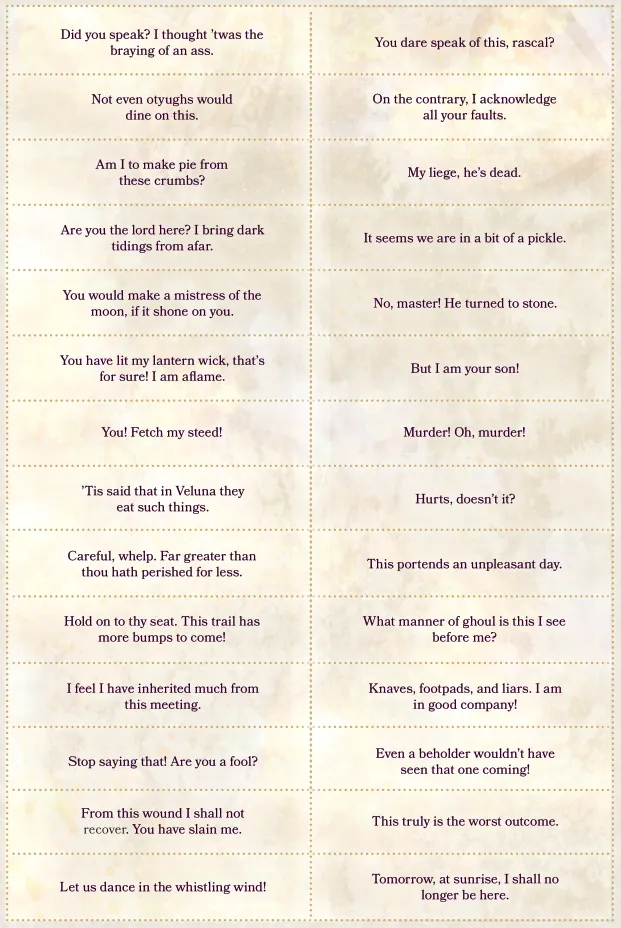 Did you speak? I thought ’twas the
braying of an ass.
You dare speak of this, rascal?
Not even otyughs would
dine on this.
On the contrary, I acknowledge
all your faults.
Am I to make pie from
these crumbs?
My liege, he’s dead.
Are you the lord here? I bring dark
tidings from afar.
It seems we are in a bit of a pickle.
You would make a mistress of the
moon, if it shone on you.
No, master! He turned to stone.
You have lit my lantern wick, that’s
for sure! I am aflame.
But I am your son!
You! Fetch my steed!
Murder! Oh, murder!
’Tis said that in Veluna they
eat such things.
Hurts, doesn’t it?
Careful, whelp. Far greater than
thou hath perished for less.
This portends an unpleasant day.
Hold on to thy seat. This trail has
more bumps to come!
What manner of ghoul is this I see
before me?
I feel I have inherited much from
this meeting.
Knaves, footpads, and liars. I am
in good company!
Stop saying that! Are you a fool?
Even a beholder wouldn’t have
seen that one coming!
From this wound I shall not
recover. You have slain me.
This truly is the worst outcome.
Let us dance in the whistling wind!
Tomorrow, at sunrise, I shall no
longer be here.